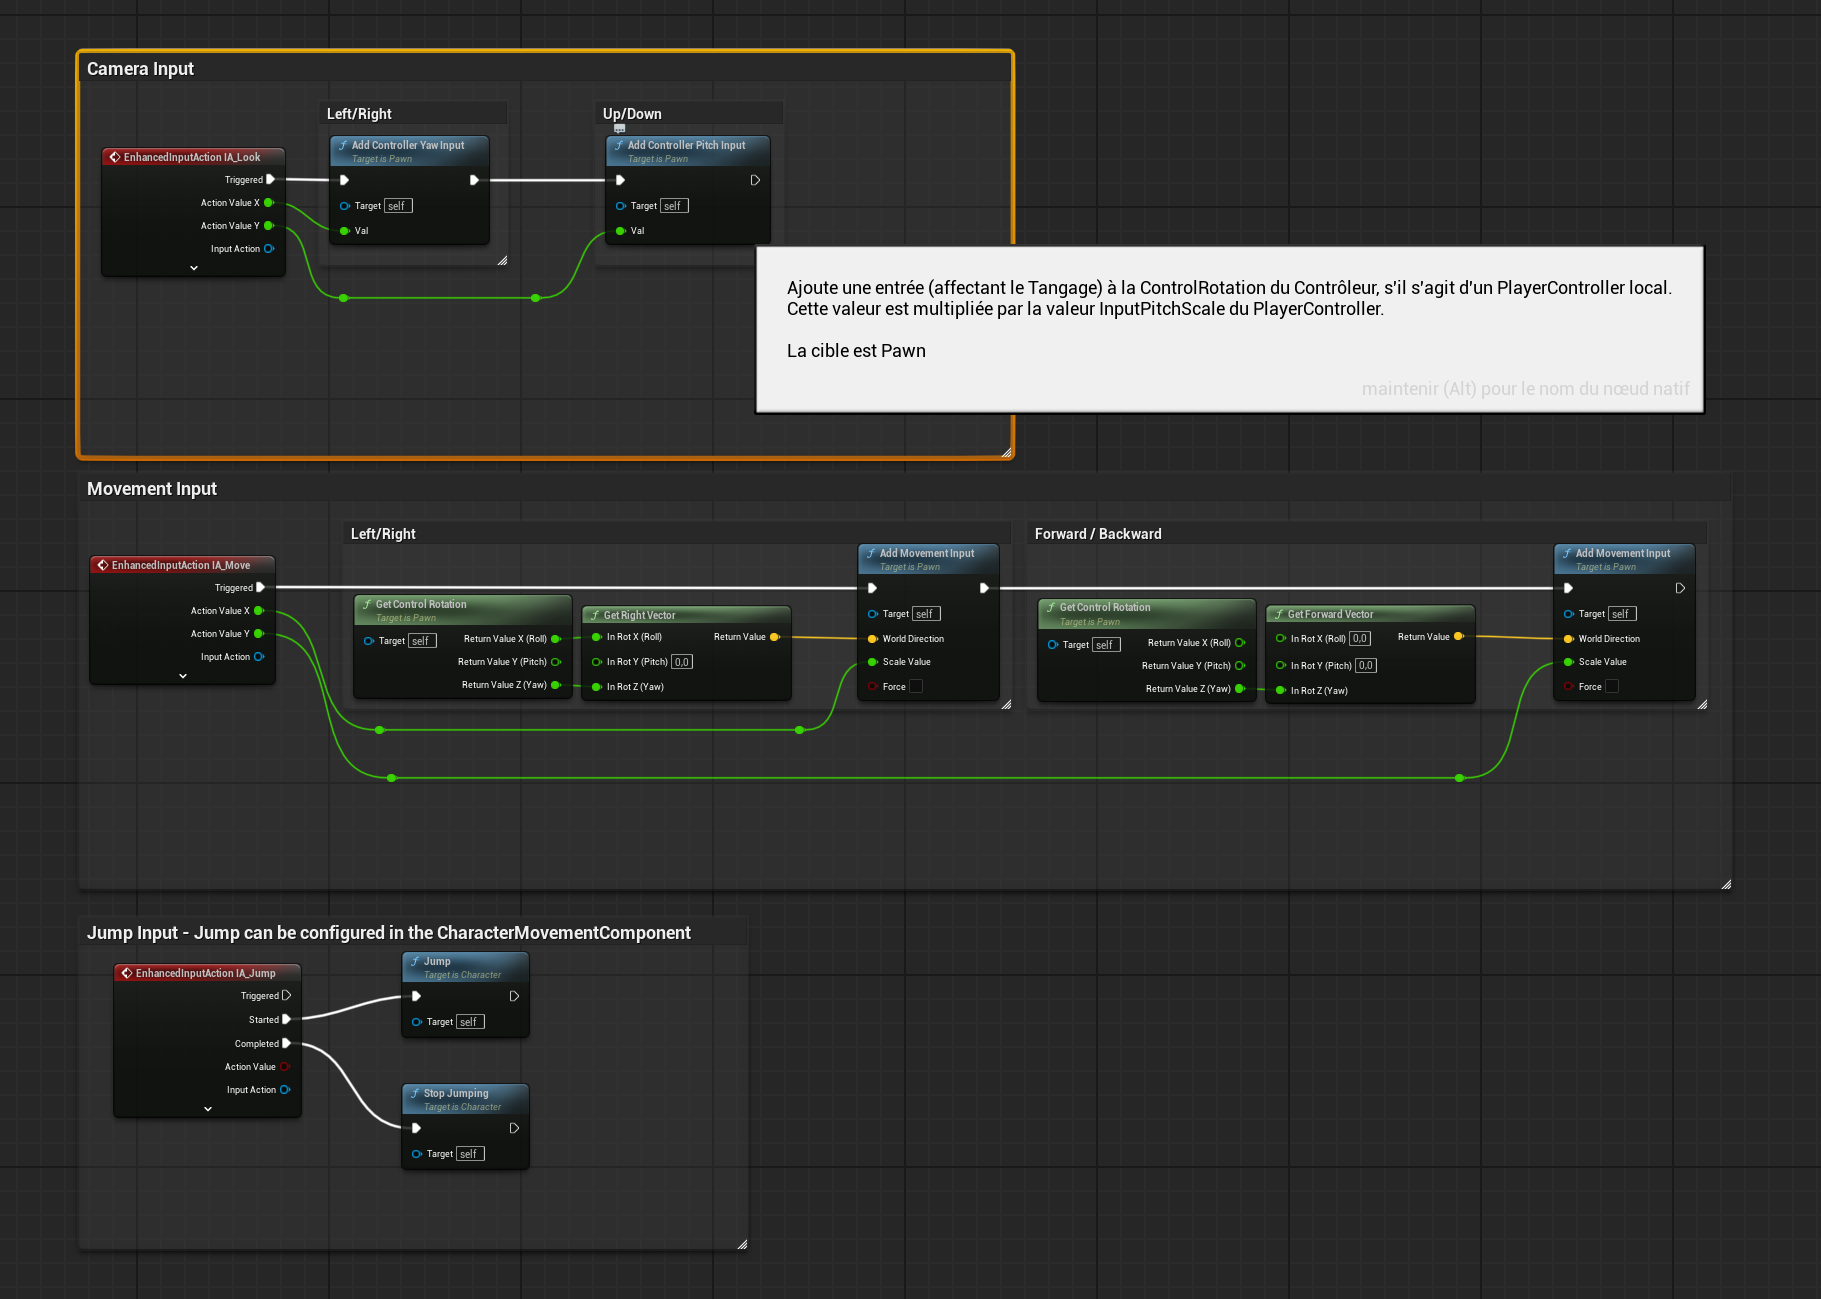 Camera Input
Left/Right
Up/Down
EnhancedInputAction IA_Look
Triggered
Action Value X
Action Value Y
Input Action
Add Controller Yaw Input
Target is Pawn
Target self
Val
Add Controller Pitch Input
Target is Pawn
Target self
Val
Ajoute une entrée (affectant le Tangage) à la ControlRotation du Contrôleur, s'il s'agit d'un PlayerController local.
Cette valeur est multipliée par la valeur InputPitchScale du PlayerController.
La cible est Pawn
maintenir (Alt) pour le nom du nœud natif
Movement Input
Left/Right
Forward / Backward
EnhancedInputAction IA_Move
Triggered
Action Value X
Action Value Y
Input Action
Get Control Rotation
Target is Pawn
Target self
Return Value X (Roll)
Return Value Y (Pitch)
Return Value Z (Yaw)
Get Right Vector
In Rot X (Roll)
Return Value
In Rot Y (Pitch) 0,0
In Rot Z (Yaw)
Add Movement Input
Target is Pawn
Target self
World Direction
Scale Value
Force
Get Control Rotation
Target is Pawn
Target self
Return Value X (Roll)
Return Value Y (Pitch)
Return Value Z (Yaw)
Get Forward Vector
In Rot X (Roll) 0,0
Return Value
In Rot Y (Pitch) 0,0
In Rot Z (Yaw)
Add Movement Input
Target is Pawn
Target self
World Direction
Scale Value
Force
Jump Input - Jump can be configured in the CharacterMovementComponent
EnhancedInputAction IA_Jump
Triggered
Started
Completed
Action Value
Input Action
Jump
Target is Character
Target self
Stop Jumping
Target is Character
Target self